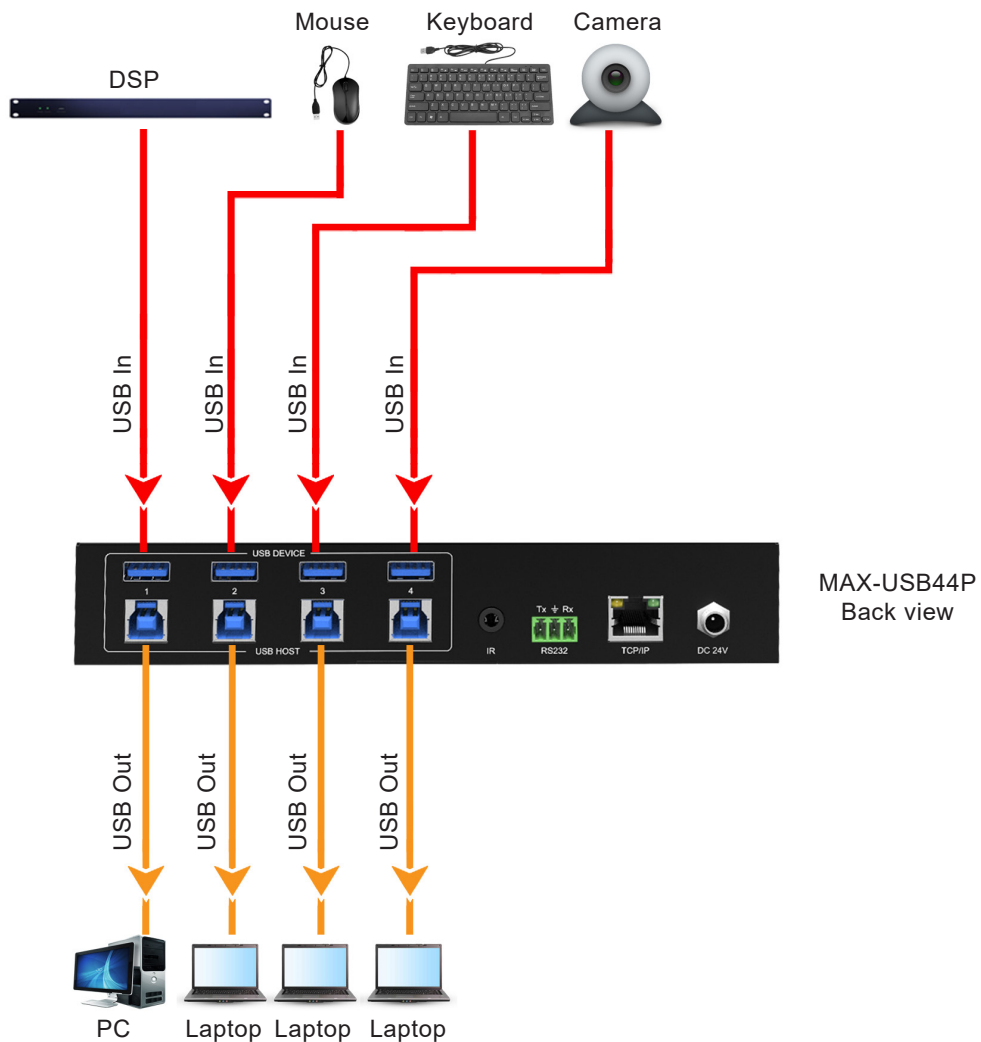 Mouse
Keyboard
Camera
DSP
USB In
USB In
USB In
USB In
USB DEVICE
1
2
3
4
USB HOST
IR
Tx ⏚ Rx
RS232
TCP/IP
DC 24V
MAX-USB44P
Back view
USB Out
USB Out
USB Out
USB Out
PC
Laptop
Laptop
Laptop